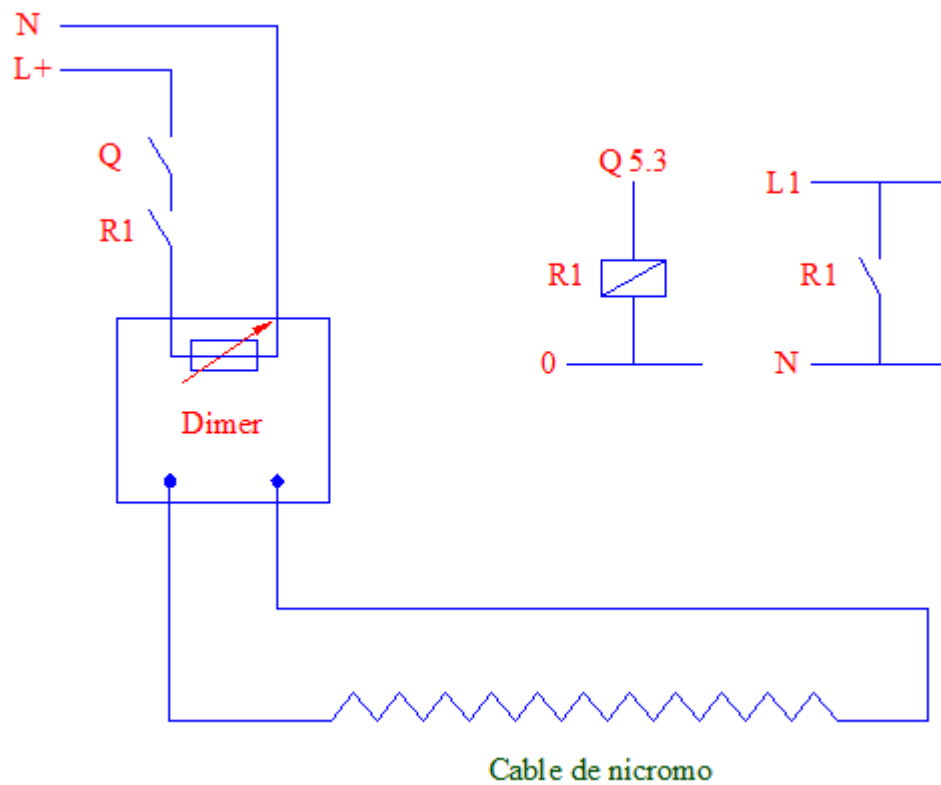 N
L+
Q
R1
Q 5.3
L1
R1
R1
0
N
Dimer
Cable de nicromo